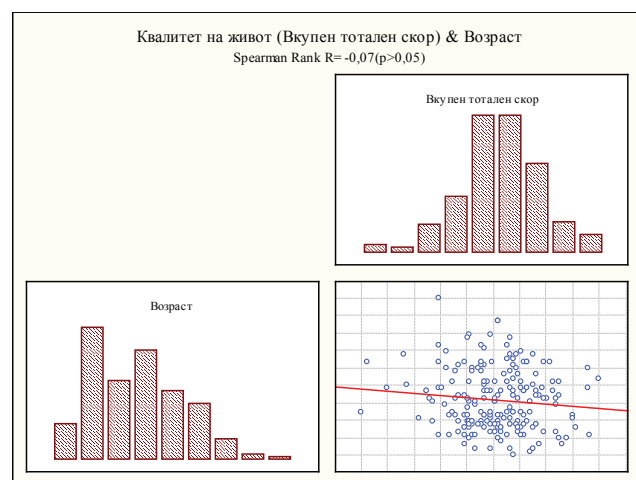 Квалитет на живот (Вкупен тотален скор) & Возраст
Spearman Rank R= -0,07(p>0,05)
Вкупен тотален скор
Возраст